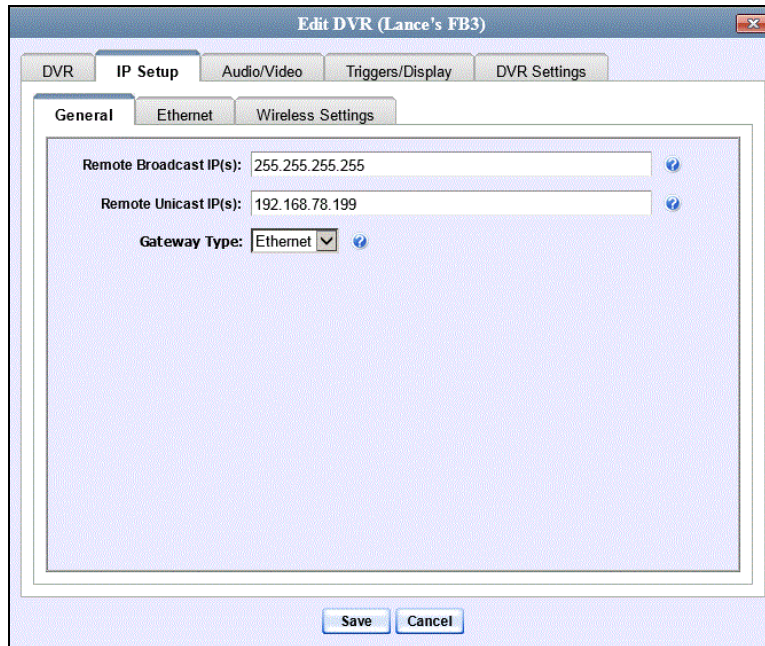 Edit DVR (Lance's FB3)
DVR IP Setup Audio/Video Triggers/Display DVR Settings
General Ethernet Wireless Settings
Remote Broadcast IP(s): 255.255.255.255
Remote Unicast IP(s): 192.168.78.199
Gateway Type: Ethernet
Save Cancel